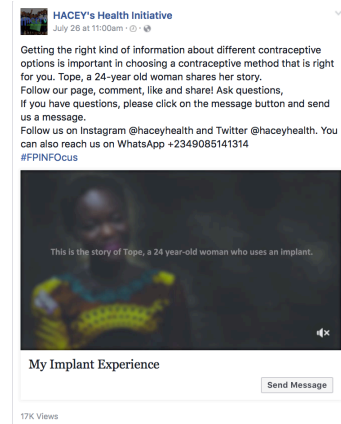 HACEY's Health Initiative
July 26 at 11:00am
Getting the right kind of information about different contraceptive
options is important in choosing a contraceptive method that is right
for you. Tope, a 24-year old woman shares her story.
Follow our page, comment, like and share! Ask questions,
If you have questions, please click on the message button and send
us a message.
Follow us on Instagram @haceyhealth and Twitter @haceyhealth. You
can also reach us on WhatsApp +2349085141314
#FPINFOcus
This is the story of Tope, a 24 year-old woman who uses an implant.
My Implant Experience
Send Message
17K Views